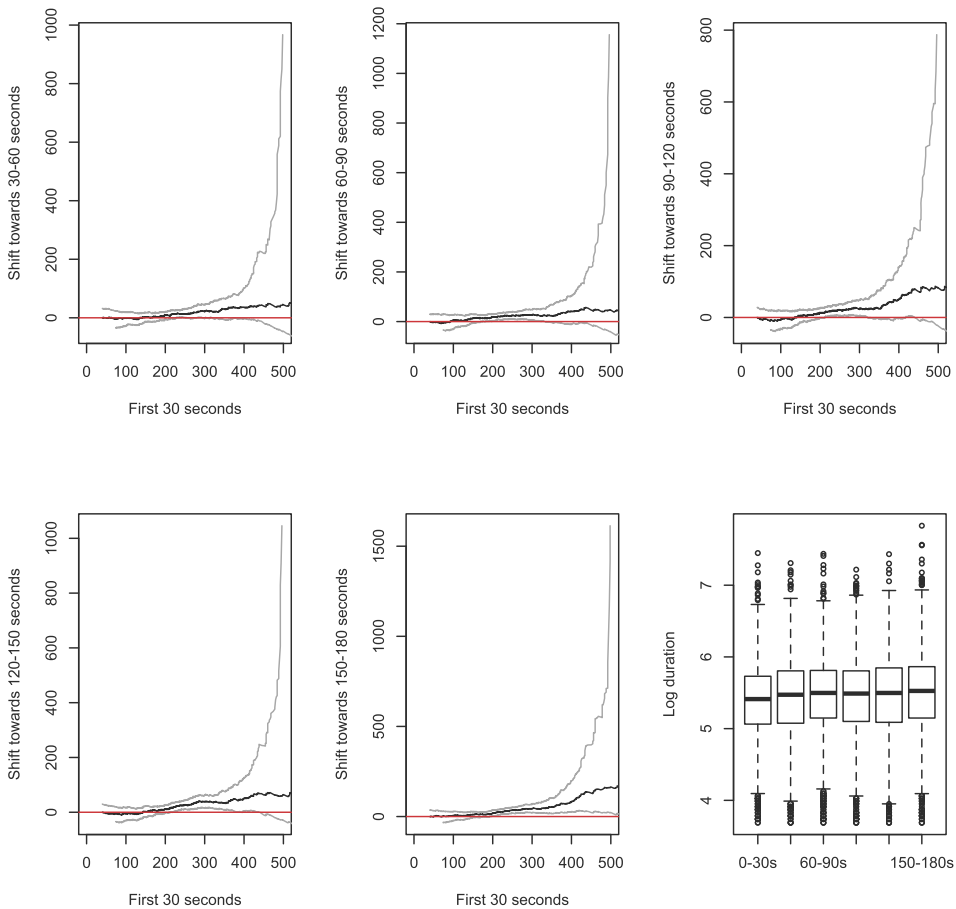 Shift towards 30-60 seconds
0 200 400 600 800 1000
0 100 200 300 400 500
First 30 seconds
Shift towards 60-90 seconds
0 200 400 600 800 1000 1200
0 100 200 300 400 500
First 30 seconds
Shift towards 90-120 seconds
0 200 400 600 800
0 100 200 300 400 500
First 30 seconds
Shift towards 120-150 seconds
0 200 400 600 800 1000
0 100 200 300 400 500
First 30 seconds
Shift towards 150-180 seconds
0 500 1000 1500
0 100 200 300 400 500
First 30 seconds
Log duration
4 5 6 7
0-30s 60-90s 150-180s